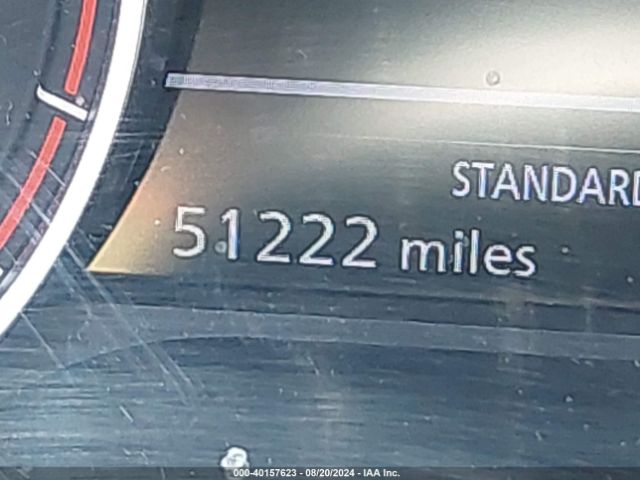 STANDARD
51222 miles
000-40157623 - 08/20/2024 - IAA Inc.